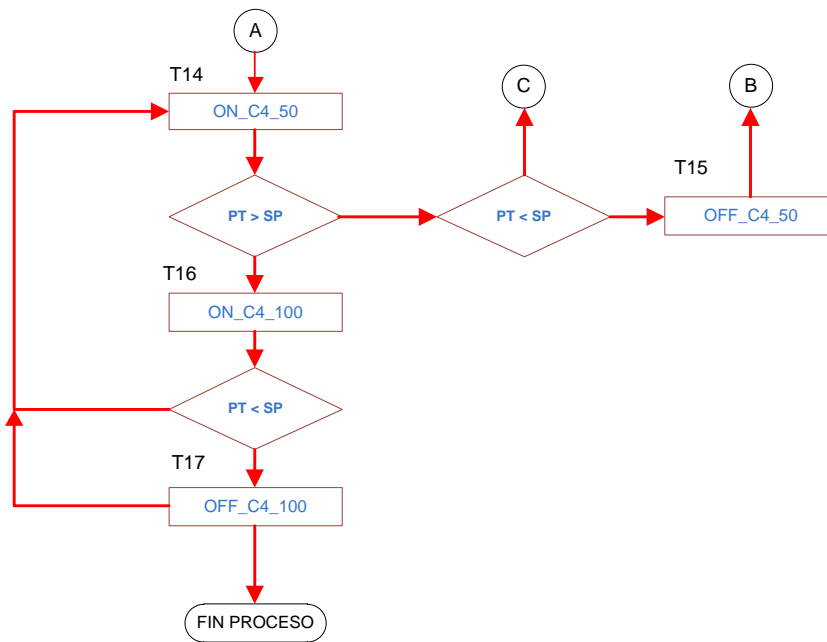 A
T14
ON_C4_50
C
B
T15
PT > SP
PT < SP
OFF_C4_50
T16
ON_C4_100
PT < SP
T17
OFF_C4_100
FIN PROCESO